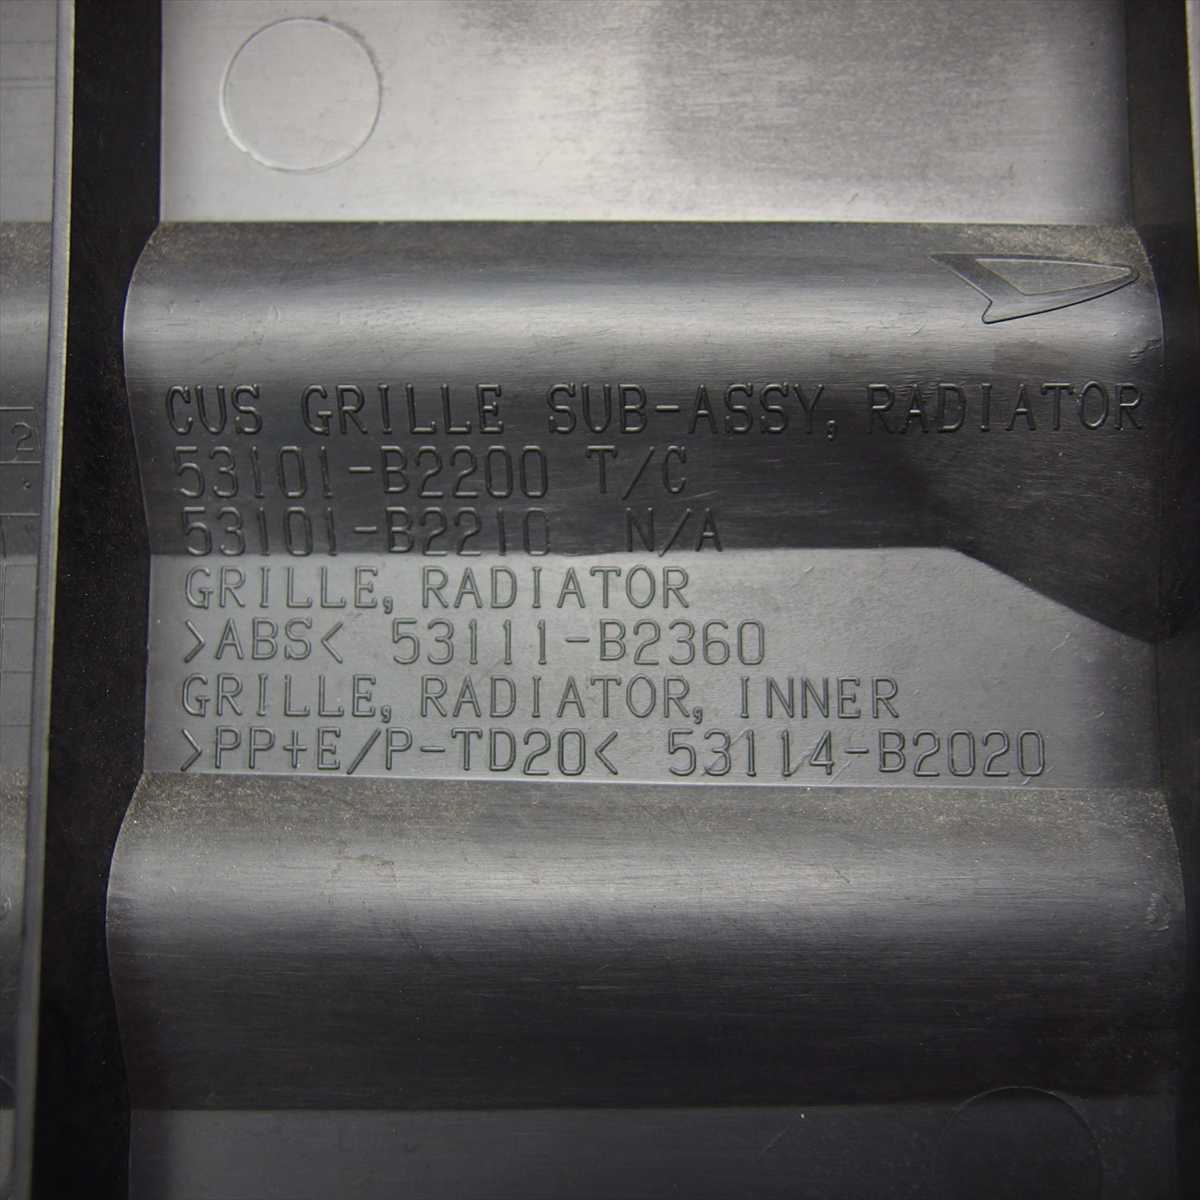 CUS GRILLE SUB-ASSY, RADIATOR
53101-B2200 T/C
53101-B2210 N/A
GRILLE, RADIATOR
>ABS< 53111-B2360
GRILLE, RADIATOR, INNER
>PP+E/P-TD20< 53114-B2020
2